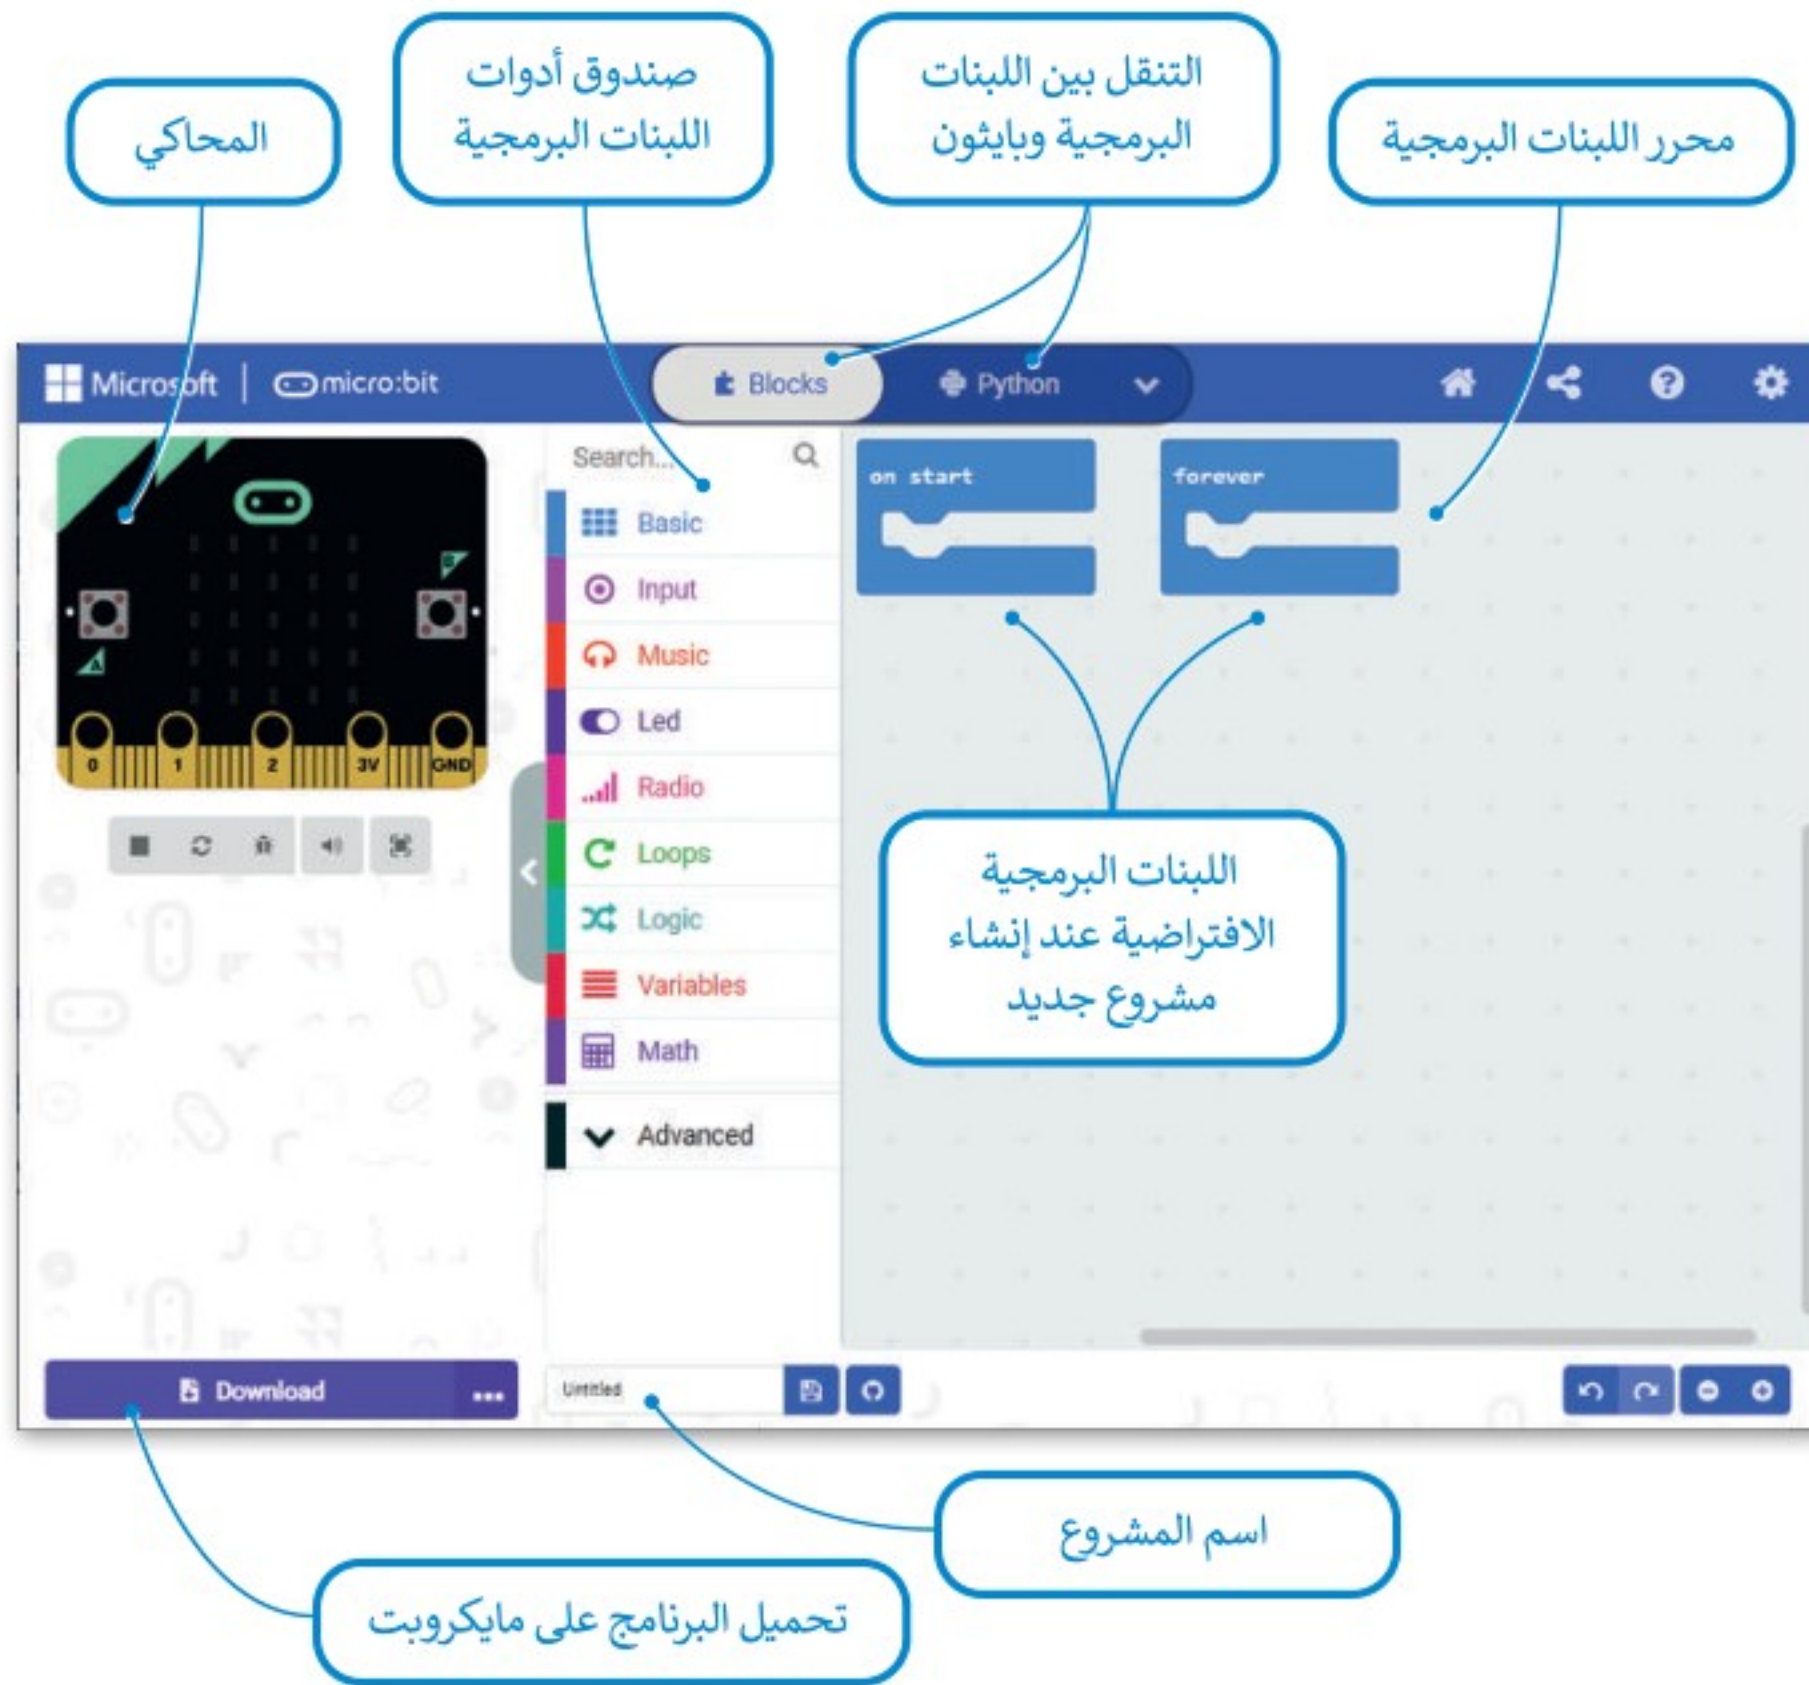 محرر اللبنات البرمجية
التنقل بين اللبنات
البرمجية وبايثون
صندوق أدوات
اللبنات البرمجية
المحاكي
Microsoft | micro:bit
Blocks
Python
Search...
Basic
Input
Music
Led
Radio
Loops
Logic
Variables
Math
Advanced
on start
forever
A
B
0 1 2 3V GND
اللبنات البرمجية
الافتراضية عند إنشاء
مشروع جديد
Download ...
Untitled
اسم المشروع
تحميل البرنامج على مايكروبت